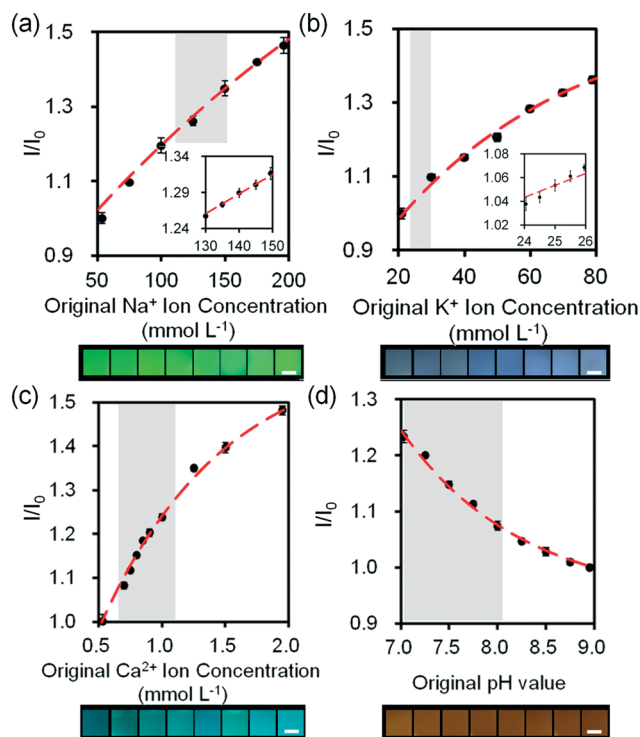 (a)
1.5
1.3
1.1
0.9
I/I0
1.34
1.29
1.24
130 140 150
50 100 150 200
Original Na+ Ion Concentration
(mmol L-1)
(b)
1.5
1.3
1.1
0.9
I/I0
1.08
1.06
1.04
1.02
24 25 26
20 40 60 80
Original K+ Ion Concentration
(mmol L-1)
(c)
1.5
1.4
1.3
1.2
1.1
1.0
I/I0
0.5 1.0 1.5 2.0
Original Ca2+ Ion Concentration
(mmol L-1)
(d)
1.3
1.2
1.1
1.0
0.9
I/I0
7.0 7.5 8.0 8.5 9.0
Original pH value